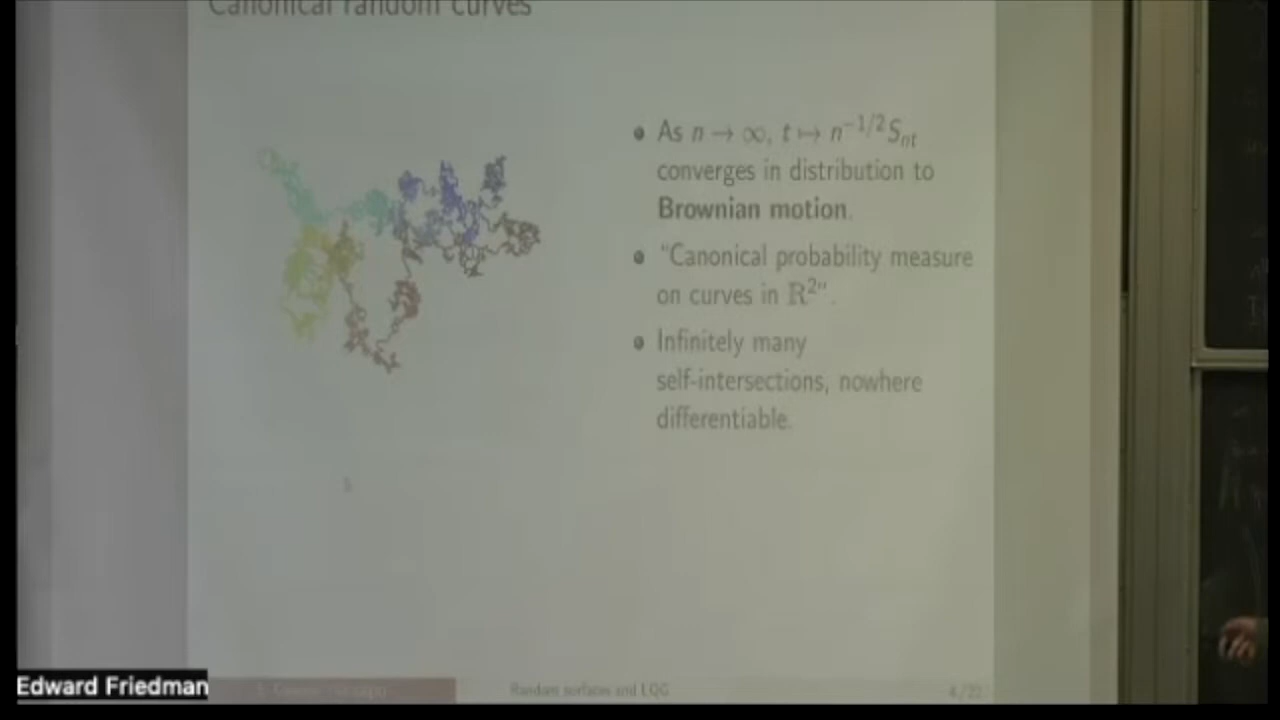 Canonical random curves
• As n → ∞, t ↦ n^{-1/2}S_{nt}
converges in distribution to
Brownian motion.
• "Canonical probability measure
on curves in ℝ²".
• Infinitely many
self-intersections, nowhere
differentiable.
Edward Friedman
Random surfaces and LQG